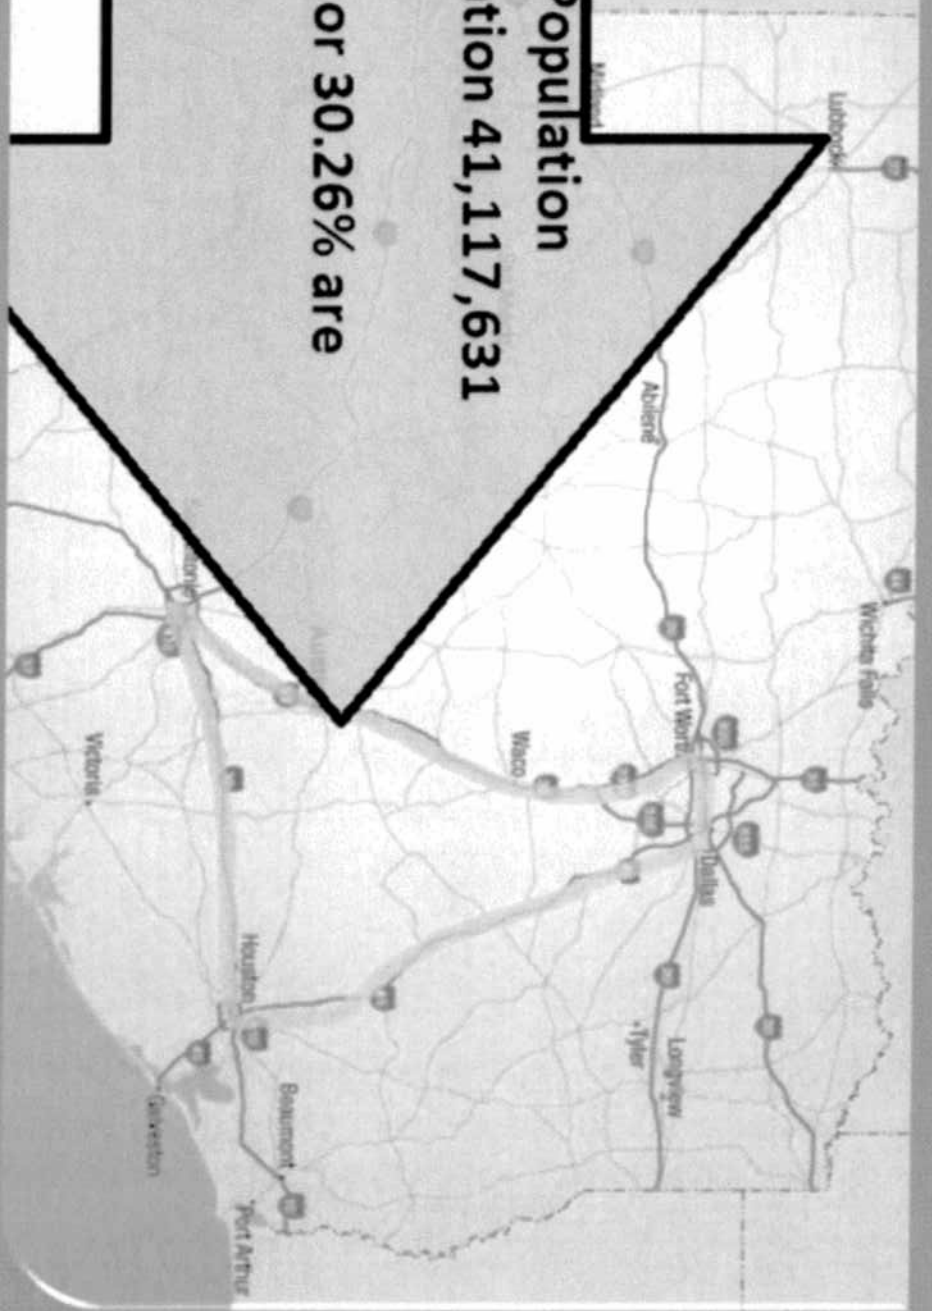 Population
tion 41,117,631
or 30.26% are
Lubbock
Wichita Falls
Abilene
Fort Worth
Dallas
Longview
Tyler
Waco
Houston
Beaumont
Port Arthur
Galveston
Victoria